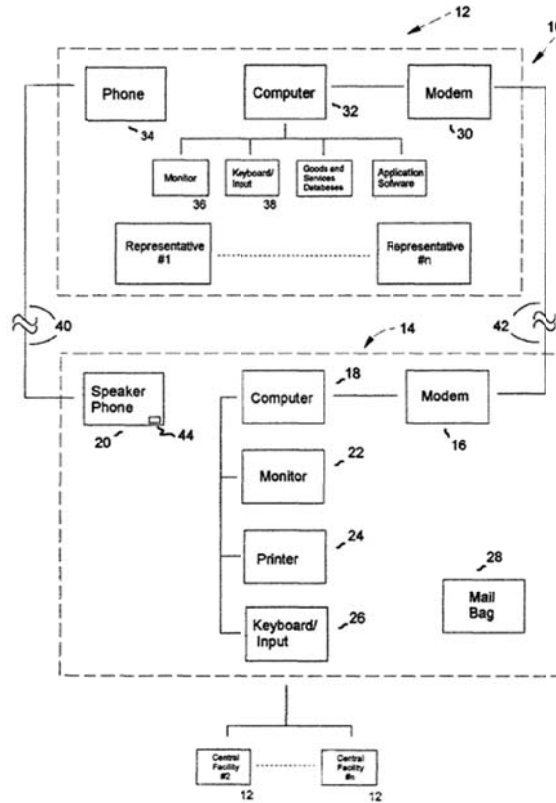 12
10
Phone
34
Computer
32
Modem
30
Monitor
36
Keyboard/
Input
38
Goods and
Services
Databeses
Application
Sofware
Representative
#1
Representative
#n
40
42
14
Speaker
Phone
20
44
Computer
18
Modem
16
Monitor
22
Printer
24
Keyboard/
Input
26
28
Mail
Bag
Central
Facility
#2
12
Central
Facility
#n
12